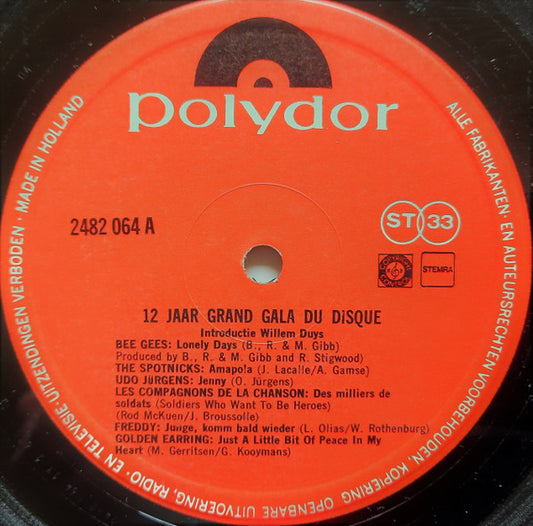 polydor
ST 33
2482 064 A
STEMRA
12 JAAR GRAND GALA DU DISQUE
Introductie Willem Duys
BEE GEES: Lonely Days (B., R. & M. Gibb)
Produced by B., R. & M. Gibb and R. Stigwood)
THE SPOTNICKS: Amapola (J. Lacalle/A. Gamse)
UDO JÜRGENS: Jenny (O. Jürgens)
LES COMPAGNONS DE LA CHANSON: Des milliers de
soldats (Soldiers Who Want To Be Heroes)
(Rod McKuen/J. Broussolle)
FREDDY: Junge, komm bald wieder (L. Olias/W. Rothenburg)
GOLDEN EARRING: Just A Little Bit Of Peace In My
Heart (M. Gerritsen/G. Kooymans)
ALLE FABRIKANTEN- EN AUTEURSRECHTEN VOORBEHOUDEN, KOPIERING, OPENBARE UITVOERING, RADIO- EN TELEVISIE-UITZENDINGEN VERBODEN · MADE IN HOLLAND